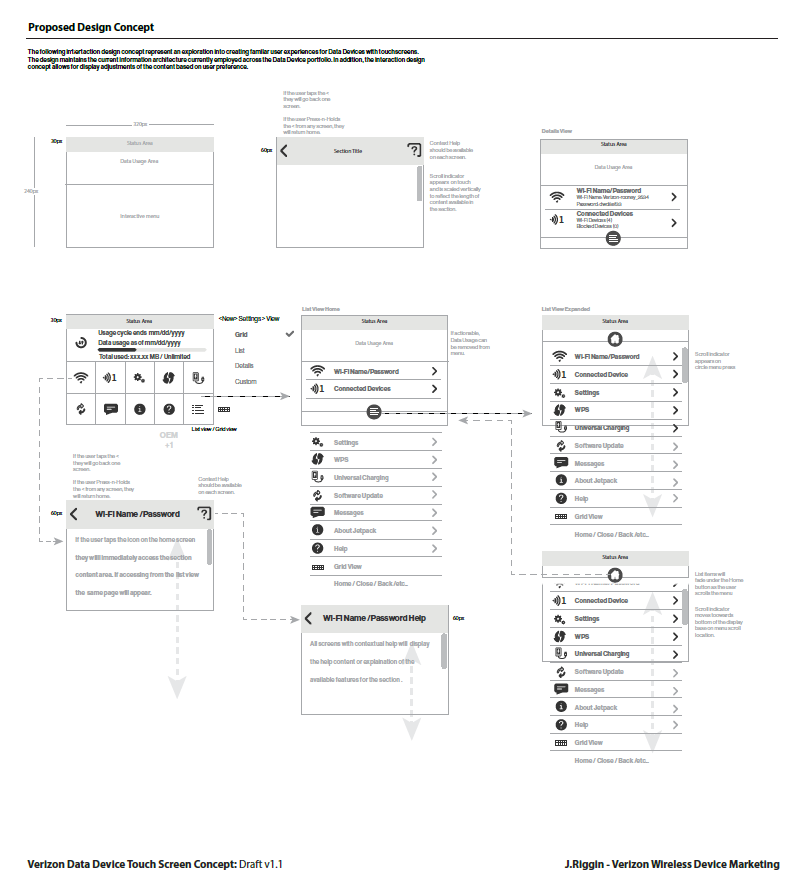 Proposed Design Concept
The following intertaction design concept represent an exploration into creating familar user experiences for Data Devices with touchscreens.
The design maintains the current information architecture currently employed across the Data Device portfolio. In addition, the interaction design
concept allows for display adjustments of the content based on user preference.
320px
30px
240px
Status Area
Data Usage Area
Interactive menu
If the user taps the <
they will go back one
screen.
If the user Press-n-Holds
the < from any screen, they
will return home.
60px
Section Title
Context Help
should be available
on each screen.
Scroll indicator
appears on touch
and is scaled vertically
to reflect the length of
content available in
the section.
Details View
Status Area
Data Usage Area
Wi-Fi Name/Password
Wi-Fi Name: Verizon-rooney_9534
Connected Devices
Wi-Fi Devices (4)
Blocked Devices (0)
30px
Status Area
Usage cycle ends mm/dd/yyyy
Data usage as of mm/dd/yyyy
Total used: xxx.xx MB / Unlimited
List view / Grid view
OEM
+1
<New> Settings > View
Grid
List
Details
Custom
List View Home
Status Area
Data Usage Area
Wi-Fi Name/Password
Connected Devices
Settings
WPS
Universal Charging
Software Update
Messages
About Jetpack
Help
Grid View
Home / Close / Back /etc..
If actionable,
Data Usage can
be removed from
menu.
List View Expanded
Status Area
Wi-Fi Name/Password
Connected Device
Settings
WPS
Universal Charging
Software Update
Messages
About Jetpack
Help
Grid View
Home / Close / Back /etc..
Scroll indicator
appears on
circle menu press
If the user taps the <
they will go back one
screen.
If the user Press-n-Holds
the < from any screen, they
will return home.
Context Help
should be available
on each screen.
60px
Wi-Fi Name /Password
If the user taps the icon on the home screen
they will immediately access the section
content area. If accessing from the list view
the same page will appear.
Wi-Fi Name /Password Help
60px
All screens with contextual help will display
the help content or explaination of the
available features for the section .
Status Area
Connected Device
Settings
WPS
Universal Charging
Software Update
Messages
About Jetpack
Help
Grid View
Home / Close / Back /etc..
List items will
fade under the Home
button as the user
scrolls the menu
Scroll indicator
moves towards
bottom of the display
base on menu scroll
location.
Verizon Data Device Touch Screen Concept: Draft v1.1
J.Riggin - Verizon Wireless Device Marketing